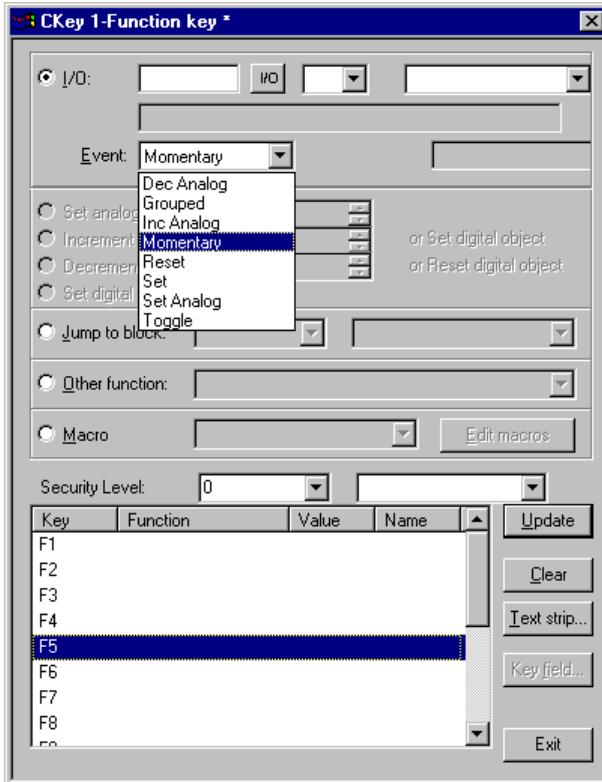 CKey 1-Function key *
I/O: I/O
Event: Momentary
Dec Analog
Grouped
Inc Analog
Momentary
Reset
Set
Set Analog
Toggle
Set analog
Increment or Set digital object
Decremen or Reset digital object
Set digital
Jump to block:
Other function:
Macro Edit macros
Security Level: 0
Key Function Value Name Update
F1
F2 Clear
F3
F4 Text strip...
F5
F6 Key field...
F7
F8
Exit